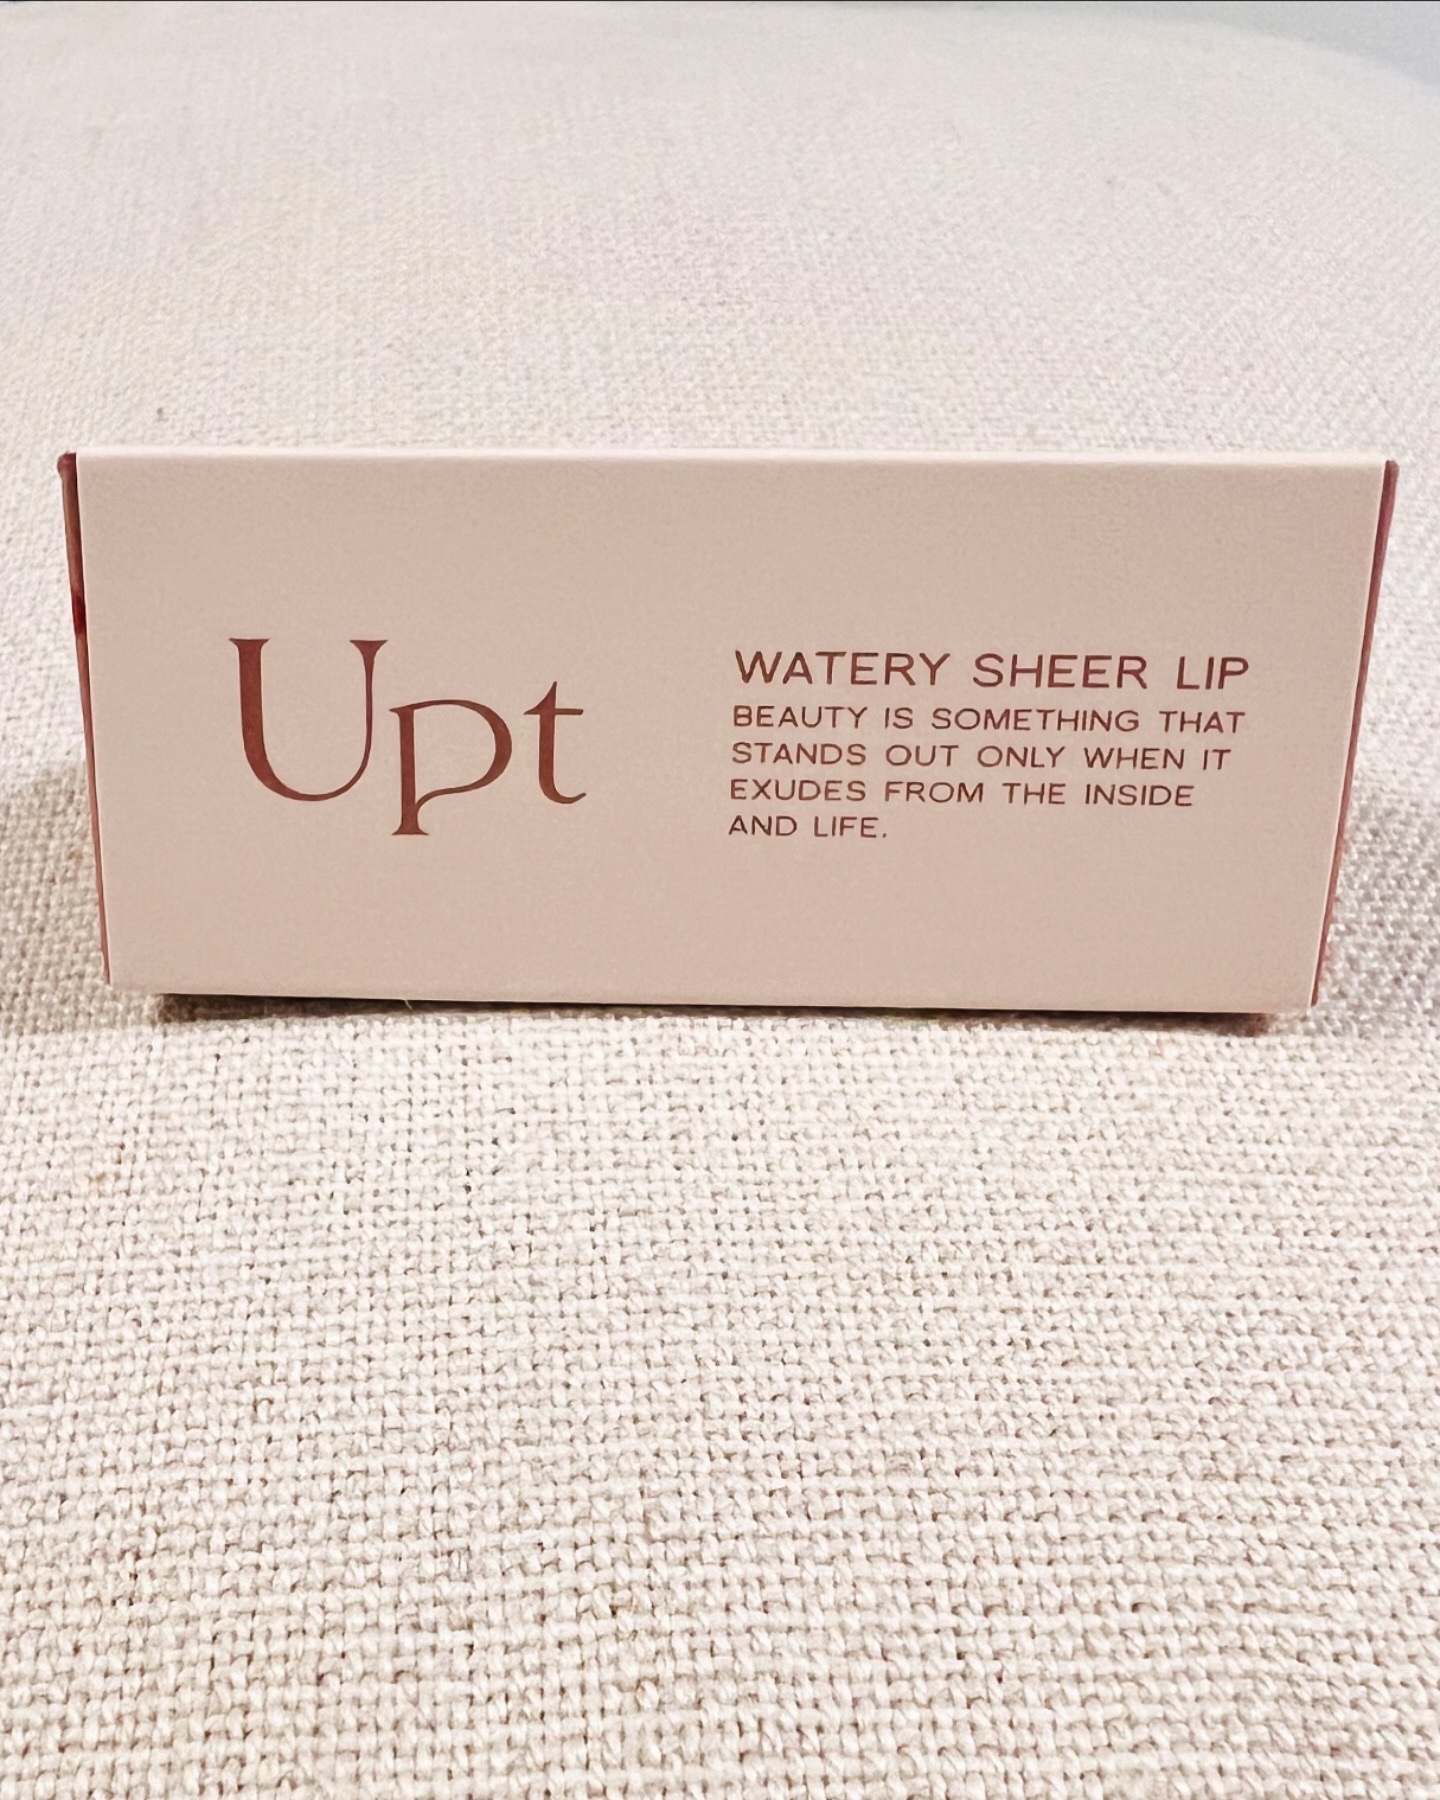 Upt
WATERY SHEER LIP
BEAUTY IS SOMETHING THAT
STANDS OUT ONLY WHEN IT
EXUDES FROM THE INSIDE
AND LIFE.